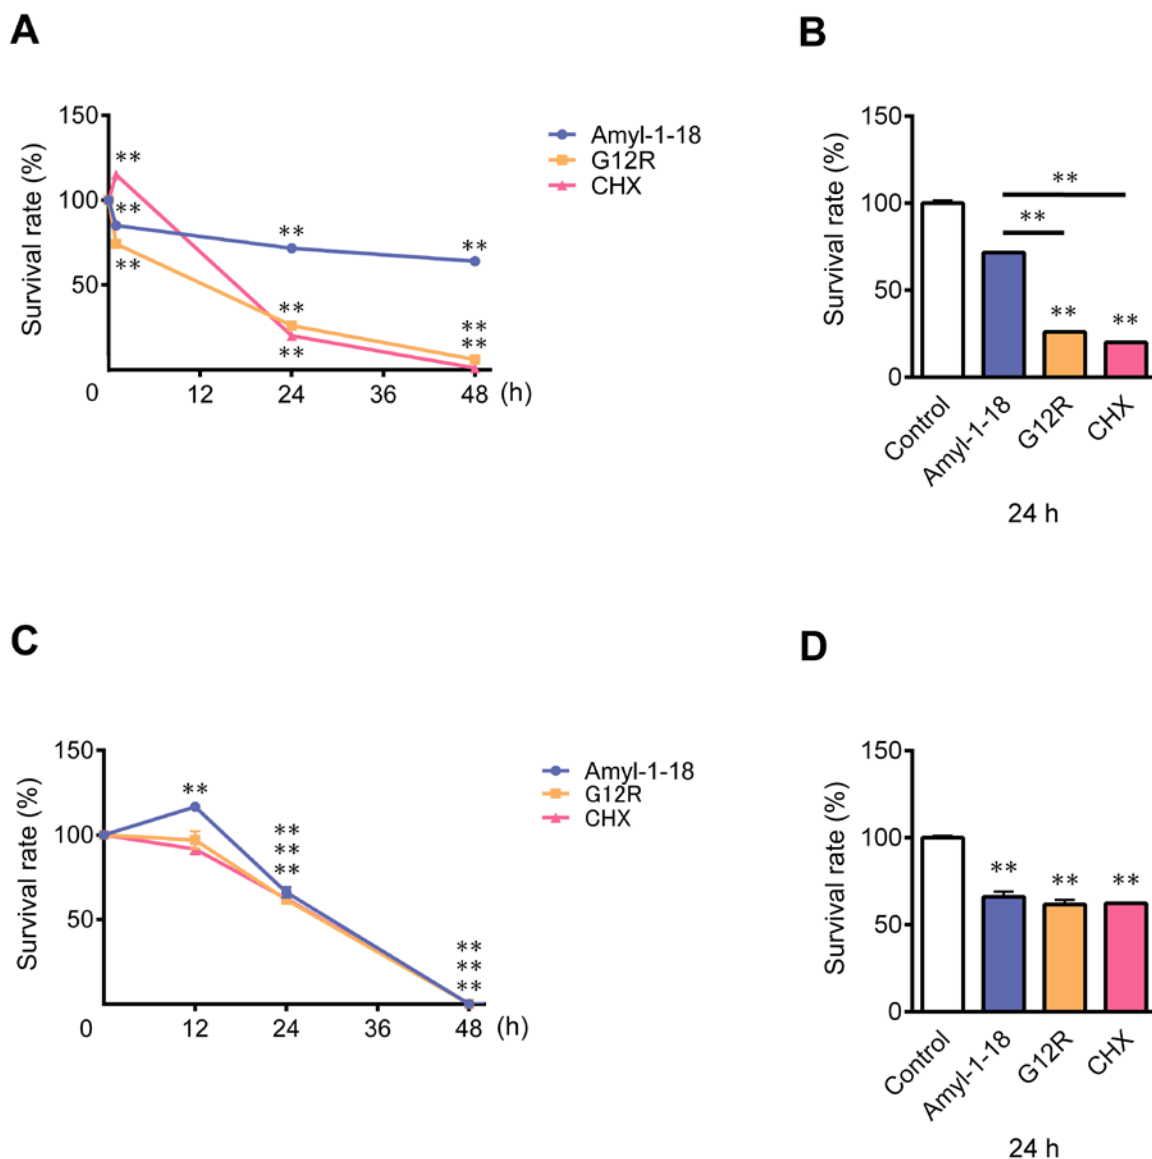 A
B
Survival rate (%)
150
100
50
0
12
24
36
48
(h)
**
**
**
**
**
**
**
**
**
Amyl-1-18
G12R
CHX
Survival rate (%)
150
100
50
0
**
**
**
**
Control
Amyl-1-18
G12R
CHX
24 h
C
D
Survival rate (%)
150
100
50
0
12
24
36
48
(h)
**
**
**
**
**
**
**
Amyl-1-18
G12R
CHX
Survival rate (%)
150
100
50
0
**
**
**
Control
Amyl-1-18
G12R
CHX
24 h